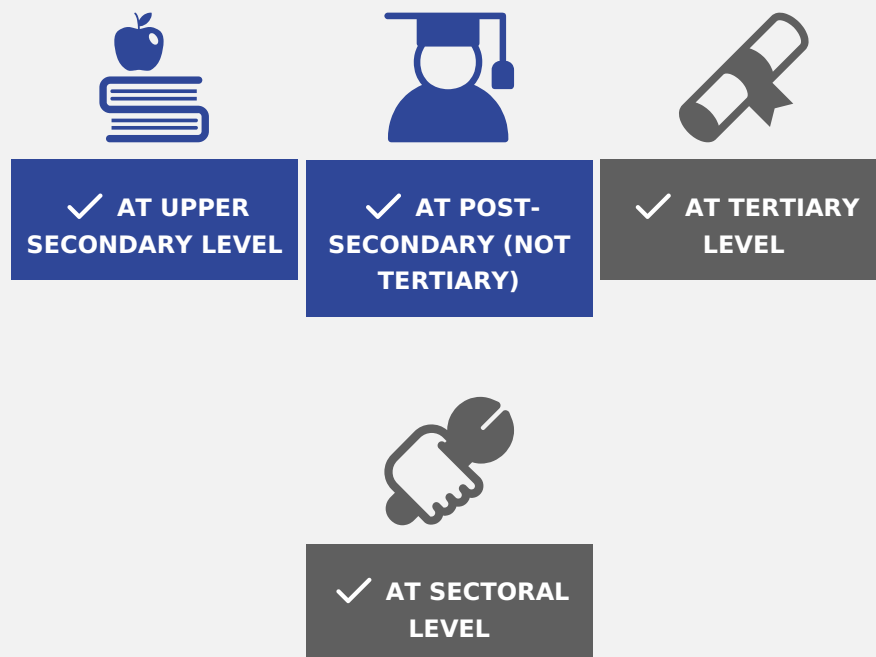 ✓ AT UPPER
SECONDARY LEVEL
✓ AT POST-
SECONDARY (NOT
TERTIARY)
✓ AT TERTIARY
LEVEL
✓ AT SECTORAL
LEVEL